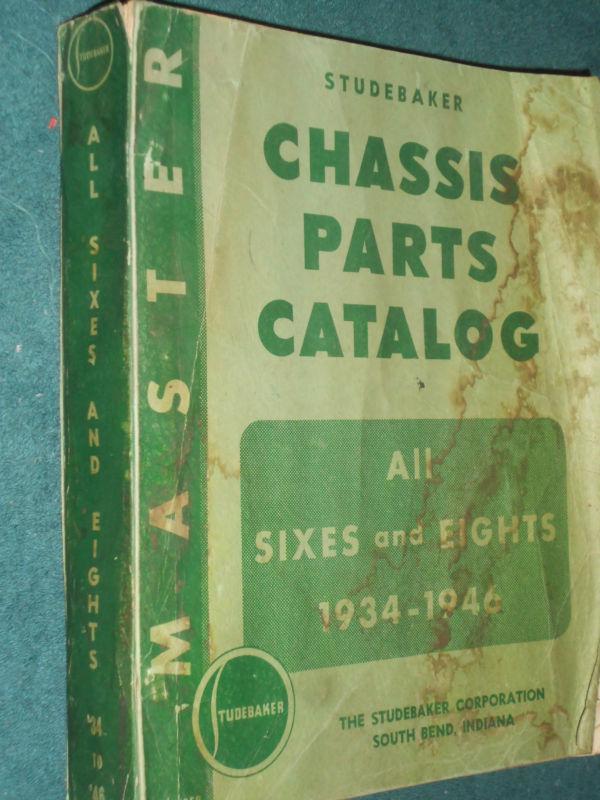 STUDEBAKER
ALL SIXES AND EIGHTS '34 TO '46
MASTER
STUDEBAKER
CHASSIS
PARTS
CATALOG
All
SIXES and EIGHTS
1934-1946
STUDEBAKER
THE STUDEBAKER CORPORATION
SOUTH BEND, INDIANA